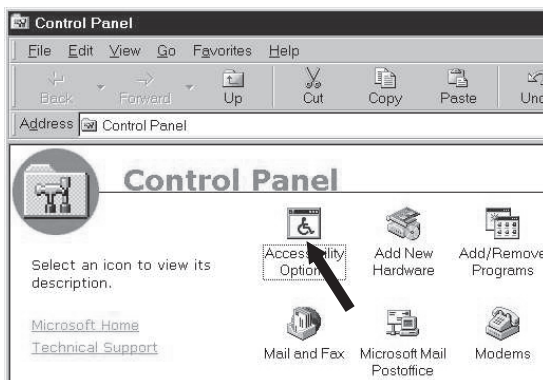 Control Panel
File Edit View Go Favorites Help
Back Forward Up Cut Copy Paste
Address Control Panel
Control Panel
Select an icon to view its
description.
Microsoft Home
Technical Support
Accessibility
Options
Add New
Hardware
Add/Remove
Programs
Mail and Fax
Microsoft Mail
Postoffice
Modems